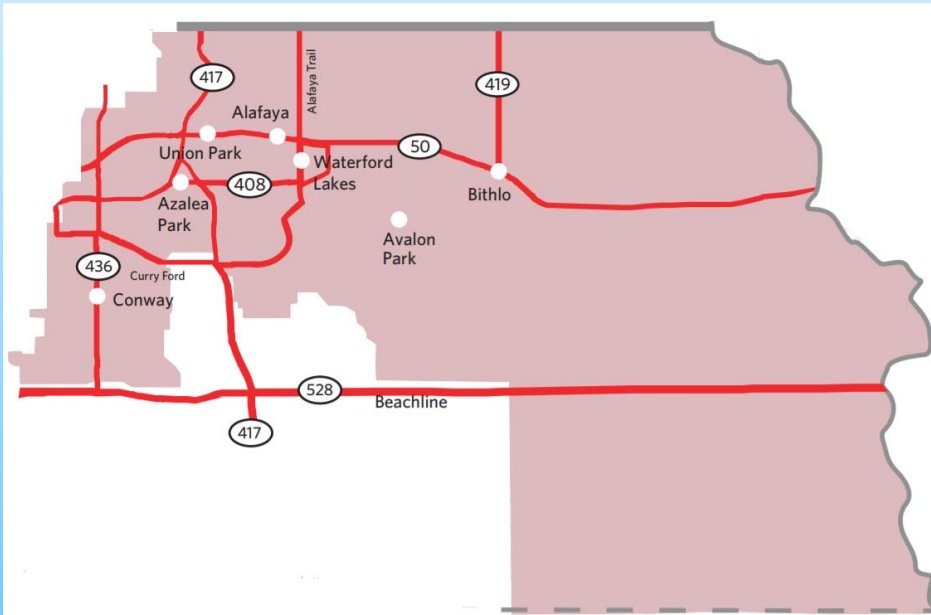 417
Alafaya Trail
419
Alafaya
Union Park
50
Waterford
Lakes
408
Bithlo
Azalea
Park
Avalon
Park
436
Curry Ford
Conway
528
Beachline
417